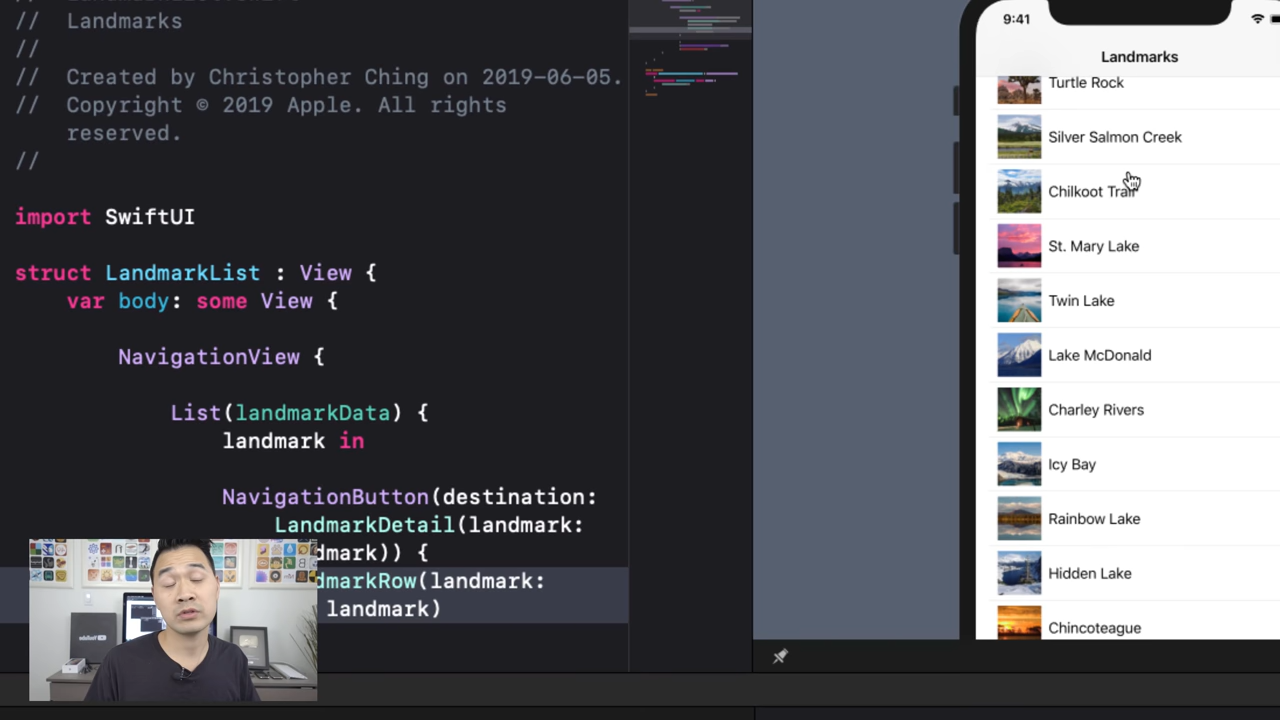 //  Landmarks
//
//  Created by Christopher Ching on 2019-06-05.
//  Copyright © 2019 Apple. All rights
reserved.
//
import SwiftUI
struct LandmarkList : View {
var body: some View {
NavigationView {
List(landmarkData) {
landmark in
NavigationButton(destination:
LandmarkDetail(landmark:
dmark)) {
dmarkRow(landmark:
landmark)
9:41
Landmarks
Turtle Rock
Silver Salmon Creek
Chilkoot Trail
St. Mary Lake
Twin Lake
Lake McDonald
Charley Rivers
Icy Bay
Rainbow Lake
Hidden Lake
Chincoteague
YouTube